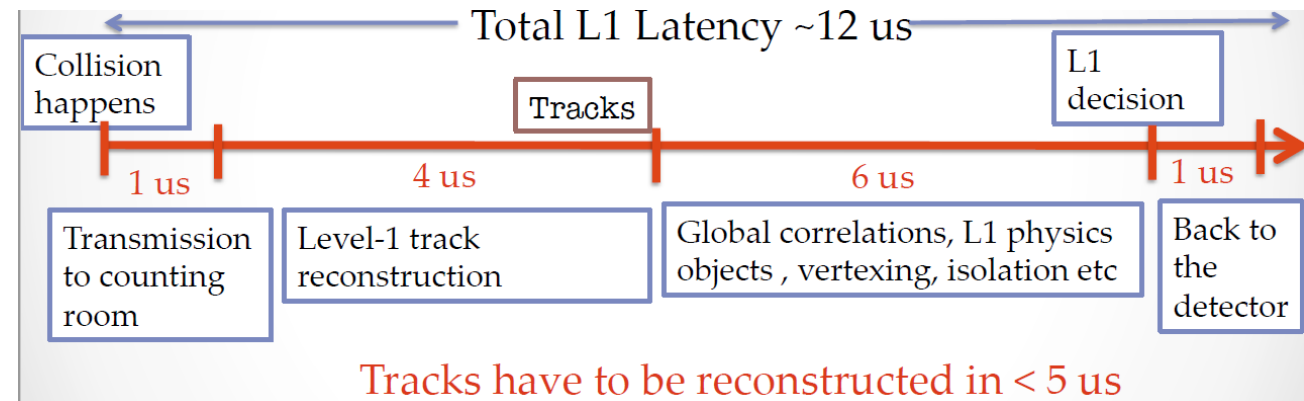 Total L1 Latency ~12 us
Collision
happens
Tracks
L1
decision
1 us
4 us
6 us
1 us
Transmission
to counting
room
Level-1 track
reconstruction
Global correlations, L1 physics
objects , vertexing, isolation etc
Back to
the
detector
Tracks have to be reconstructed in < 5 us